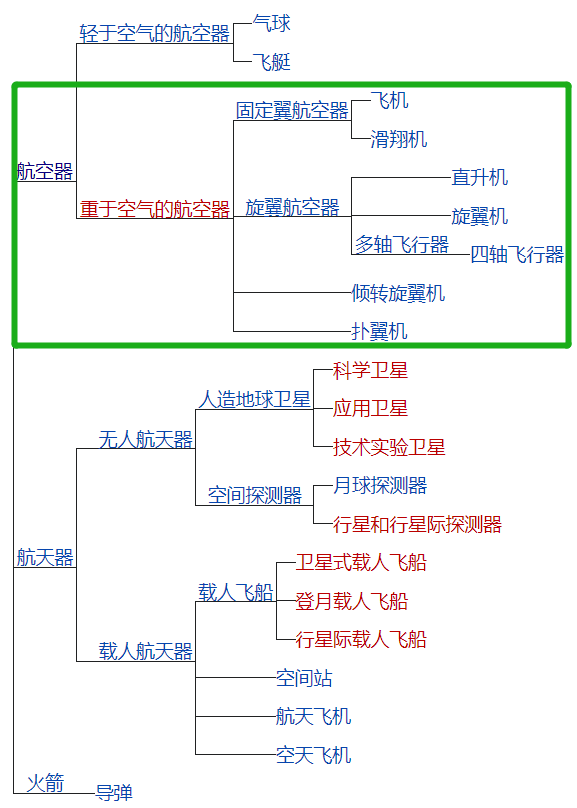 轻于空气的航空器
气球
飞艇
固定翼航空器
飞机
滑翔机
航空器
重于空气的航空器
旋翼航空器
直升机
旋翼机
多轴飞行器
四轴飞行器
倾转旋翼机
扑翼机
科学卫星
人造地球卫星
应用卫星
无人航天器
技术实验卫星
空间探测器
月球探测器
行星和行星际探测器
航天器
卫星式载人飞船
载人飞船
登月载人飞船
行星际载人飞船
载人航天器
空间站
航天飞机
空天飞机
火箭
导弹